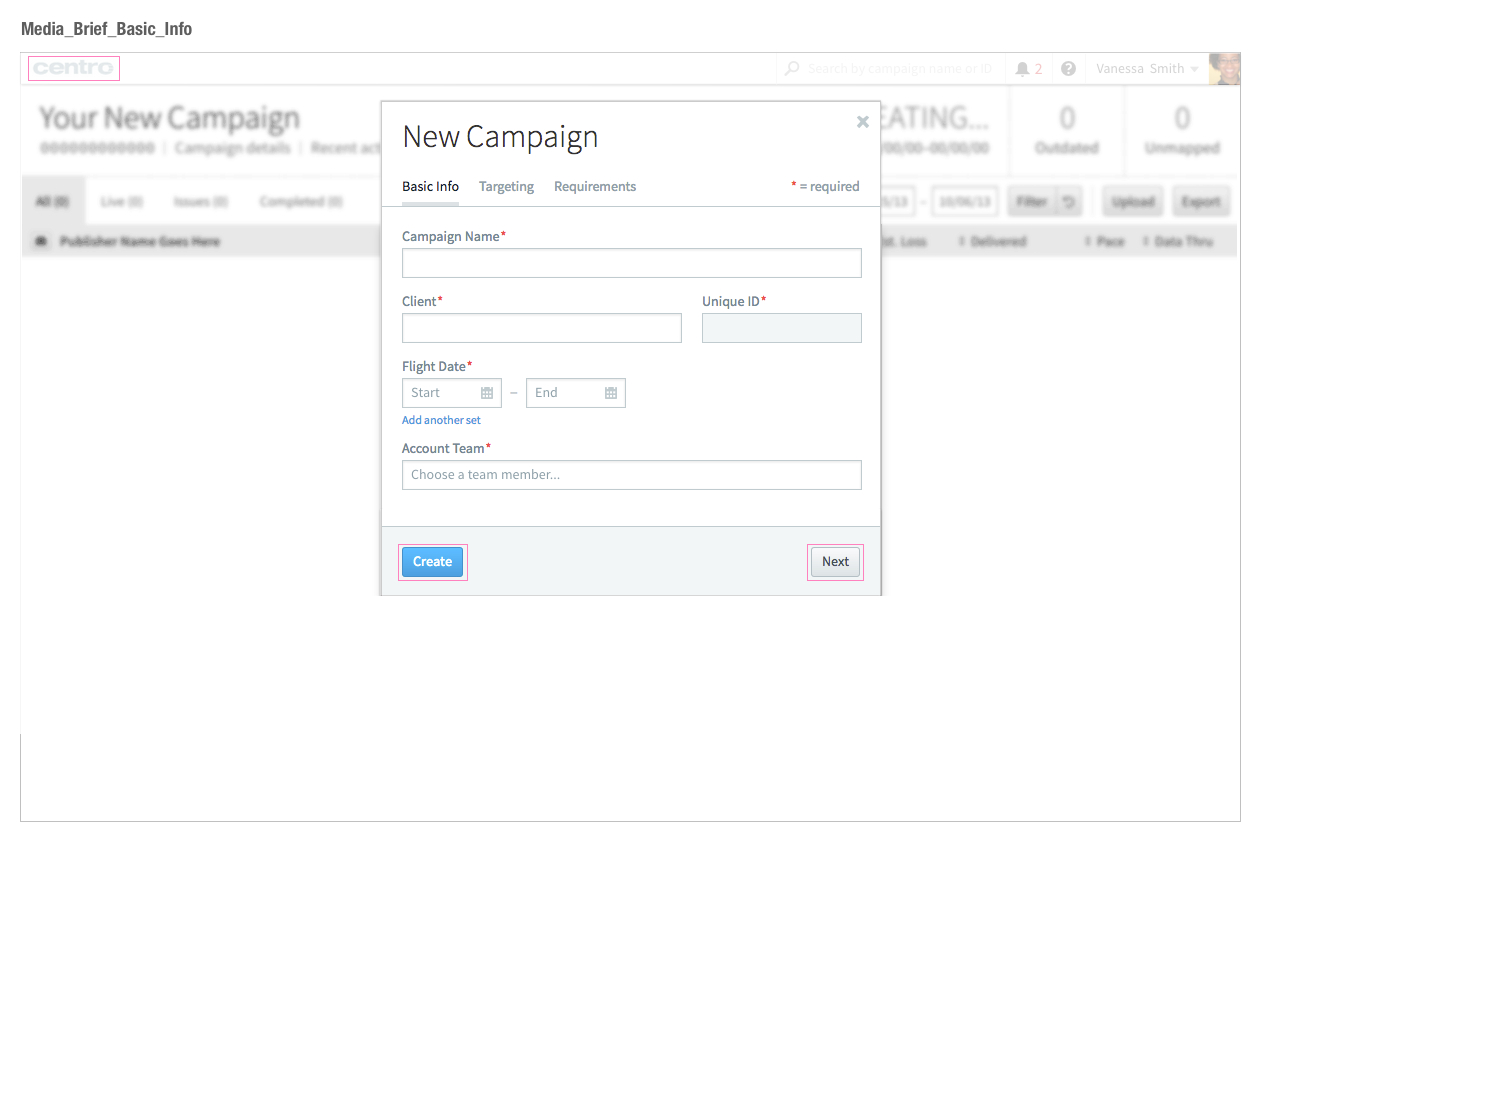 Media_Brief_Basic_Info
centro
Search by campaign name or ID
2
?
Vanessa Smith
Your New Campaign
EATING...
0
0
000000000000 | Campaign details | Recent act
/00/00–00/00/00
Outdated
Unmapped
New Campaign
Basic Info
Targeting
Requirements
* = required
All (0)
Live (0)
Issues (0)
Completed (0)
/13 – 10/06/13
Filter
Upload
Export
Publisher Name Goes Here
st. Loss
Delivered
Pace
Data Thru
Campaign Name*
Client*
Unique ID*
Flight Date*
Start – End
Add another set
Account Team*
Choose a team member...
Create
Next